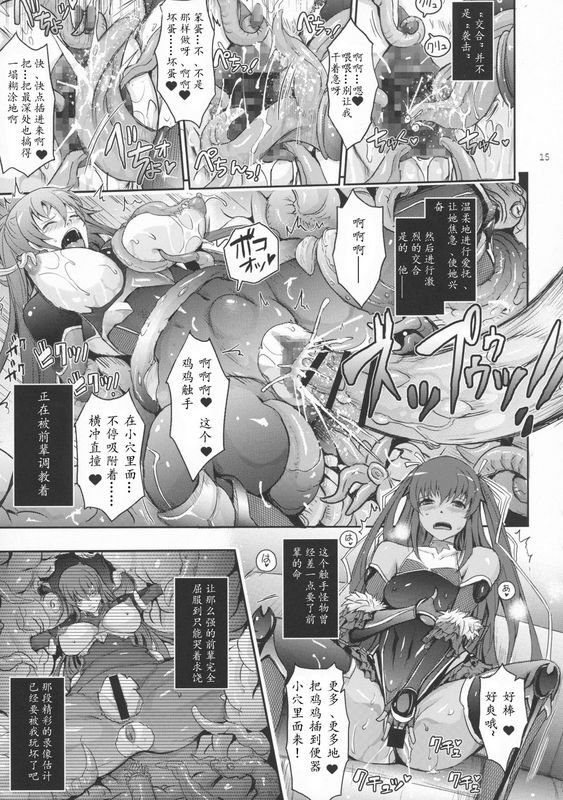 “交合”并不
是“袭击”
啊啊…嗯
喂喂…别让我
干着急呀♥
笨蛋…不、不是
那样做呀、啊啊♥
坏蛋…坏蛋♥
快、快点插进来啊♥
把…把最深处也搞得
一塌糊涂地啊♥
15
温柔地进行爱抚、
让她焦急、使她兴
奋
然后进行激
烈的交合
是的 他——
啊啊啊——♥
啊啊啊♥ 这个
鸡鸡触手♥
在小穴里面…
不停吸附着…
横冲直撞♥
正在被前辈调教着
这个触手怪物曾
经差一点要了前
辈的命
让那么强的前辈完全
屈服到只能哭着求饶
那段精彩的录像估计
已经要被我玩坏了吧
好棒♥
好爽哦~
更多、更多地
把鸡鸡插到便器
小穴里面来！